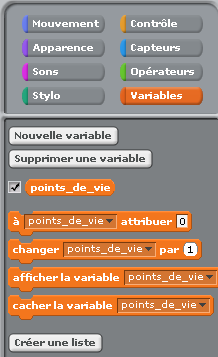 Mouvement Contrôle
Apparence Capteurs
Sons Opérateurs
Stylo Variables
Nouvelle variable
Supprimer une variable
points_de_vie
à points_de_vie attribuer 0
changer points_de_vie par 1
afficher la variable points_de_vie
cacher la variable points_de_vie
Créer une liste